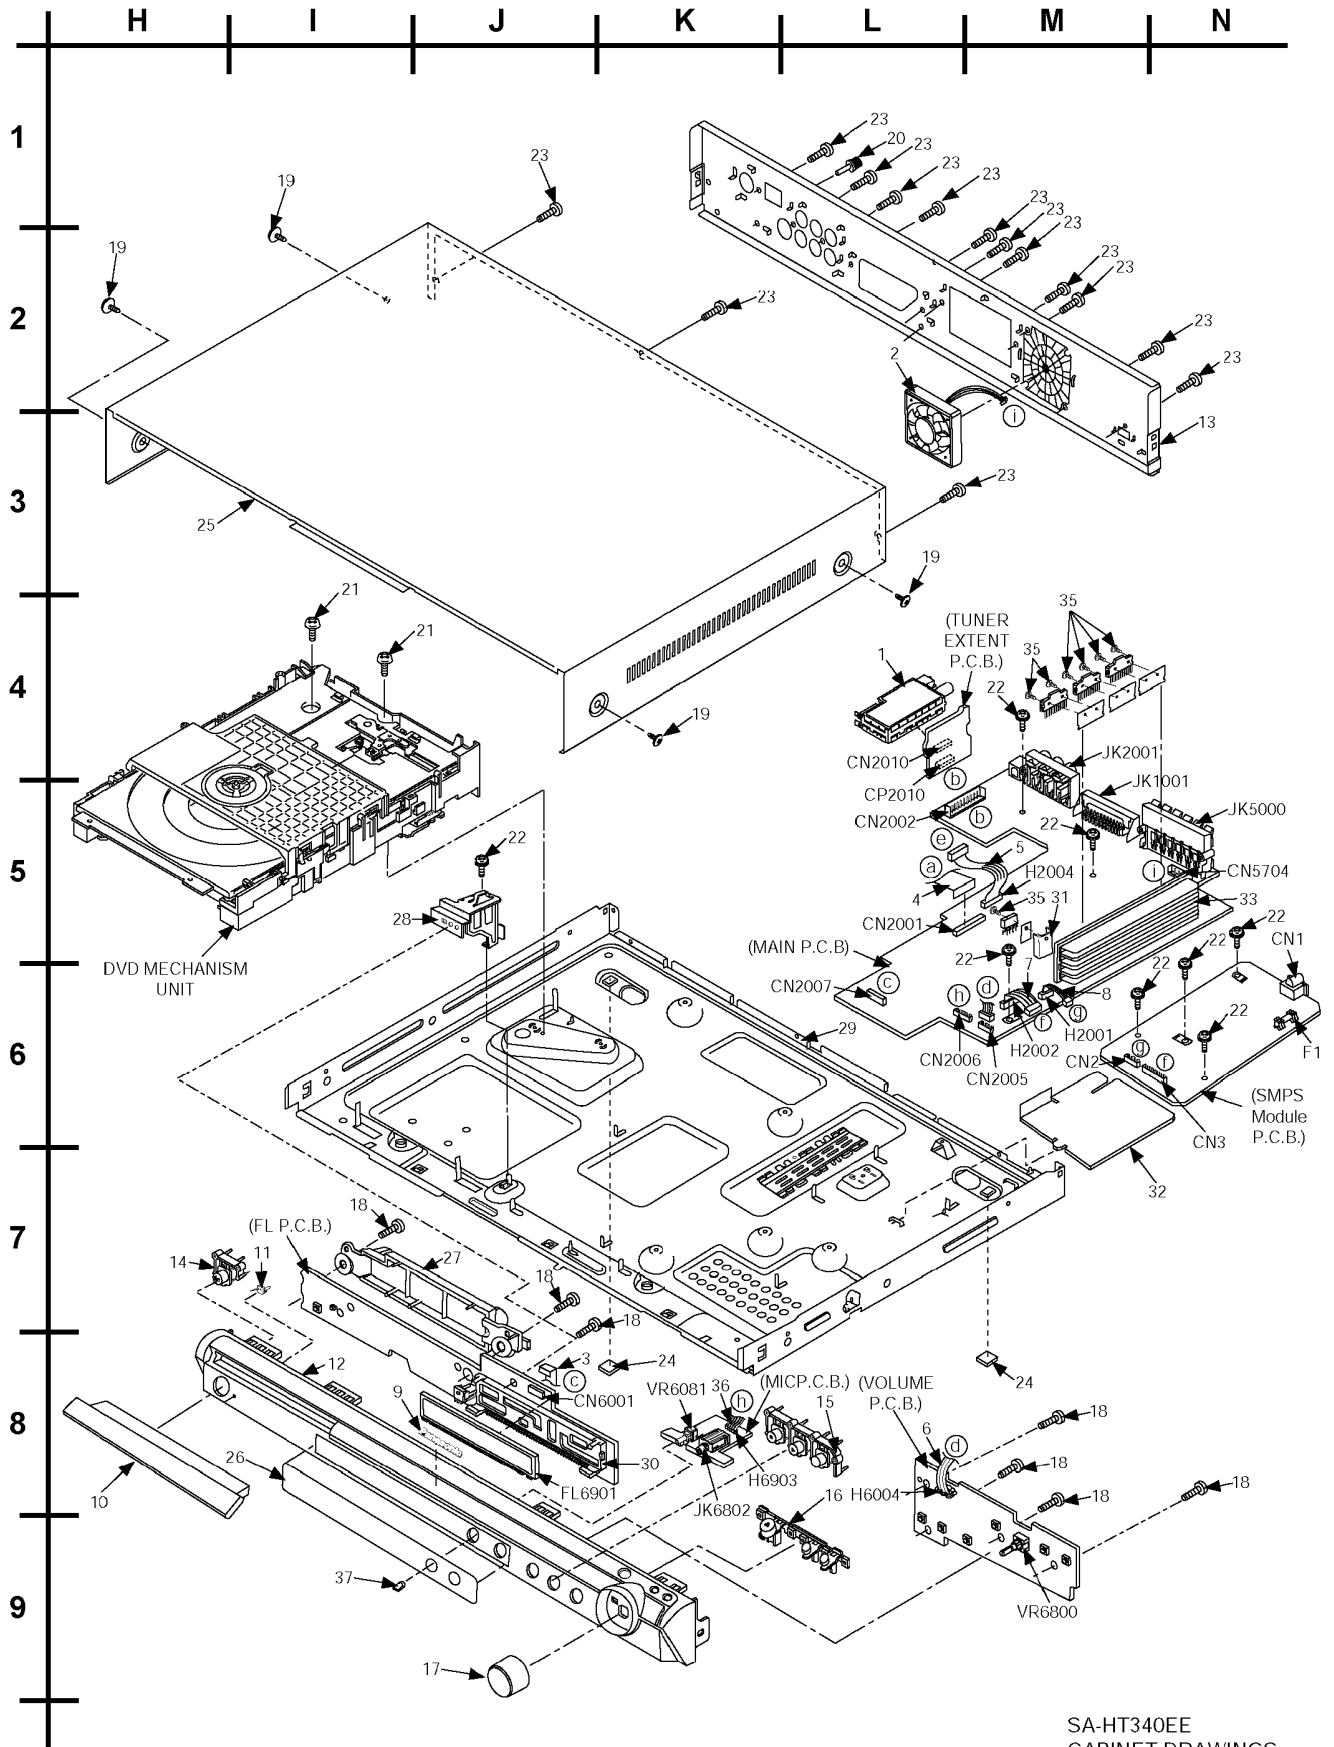 H I J K L M N
1
23
20
23
23
23
23
19
23
23
23
19
23
23
2
23
23
23
2
i
13
3
25
23
19
21
21
(TUNER
EXTENT
P.C.B.)
35
35
1
22
4
19
CN2010
JK2001
CP2010
b
JK1001
CN2002
b
JK5000
22
22
e
5
5
i
CN5704
a
H2004
4
35
31
33
28
CN2001
22
DVD MECHANISM
UNIT
(MAIN P.C.B)
22
22
CN1
CN2007
c
7
22
8
h
d
g
29
f
22
6
H2001
g
F1
CN2006
H2002
CN2
f
CN2005
(SMPS
Module
P.C.B.)
CN3
32
(FL P.C.B.)
18
7
14
11
27
18
18
12
3
24
24
c
36
(MICP.C.B.)
(VOLUME
P.C.B.)
VR6081
h
CN6001
15
9
6
18
8
d
26
H6903
18
30
10
FL6901
JK6802
16
H6004
18
18
37
9
VR6800
17
SA-HT340EE
CABINET DRAWINGS